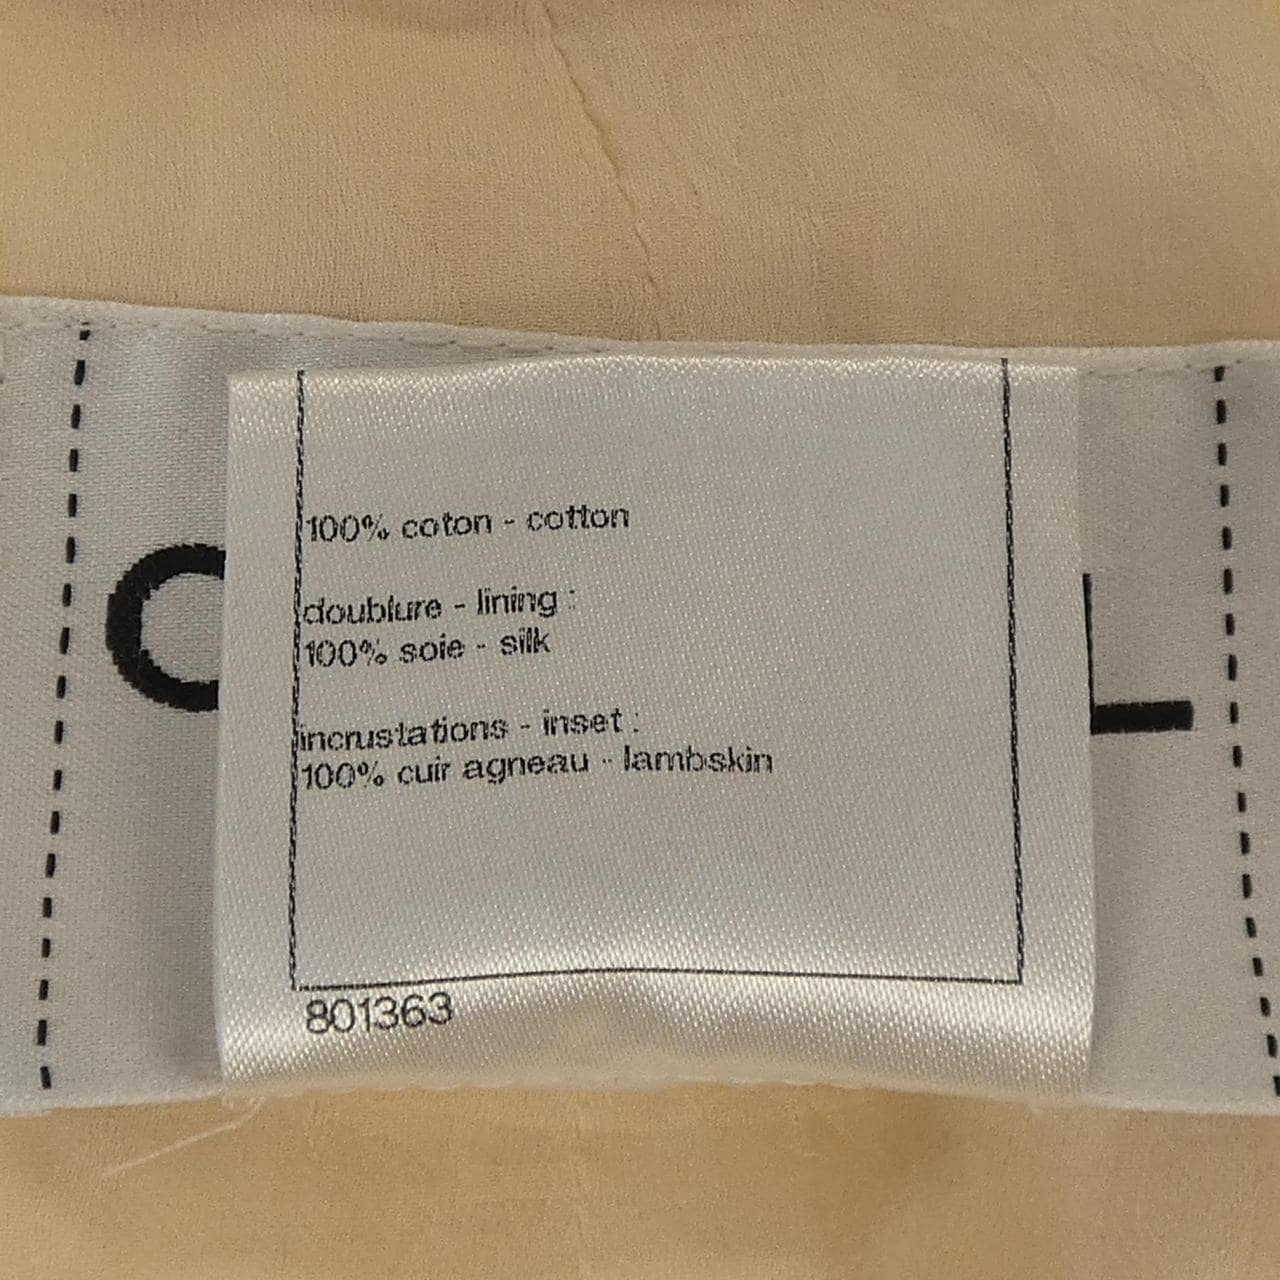 100% coton - cotton
doublure - lining :
100% soie - silk
incrustations - inset :
100% cuir agneau - lambskin
C L
801363